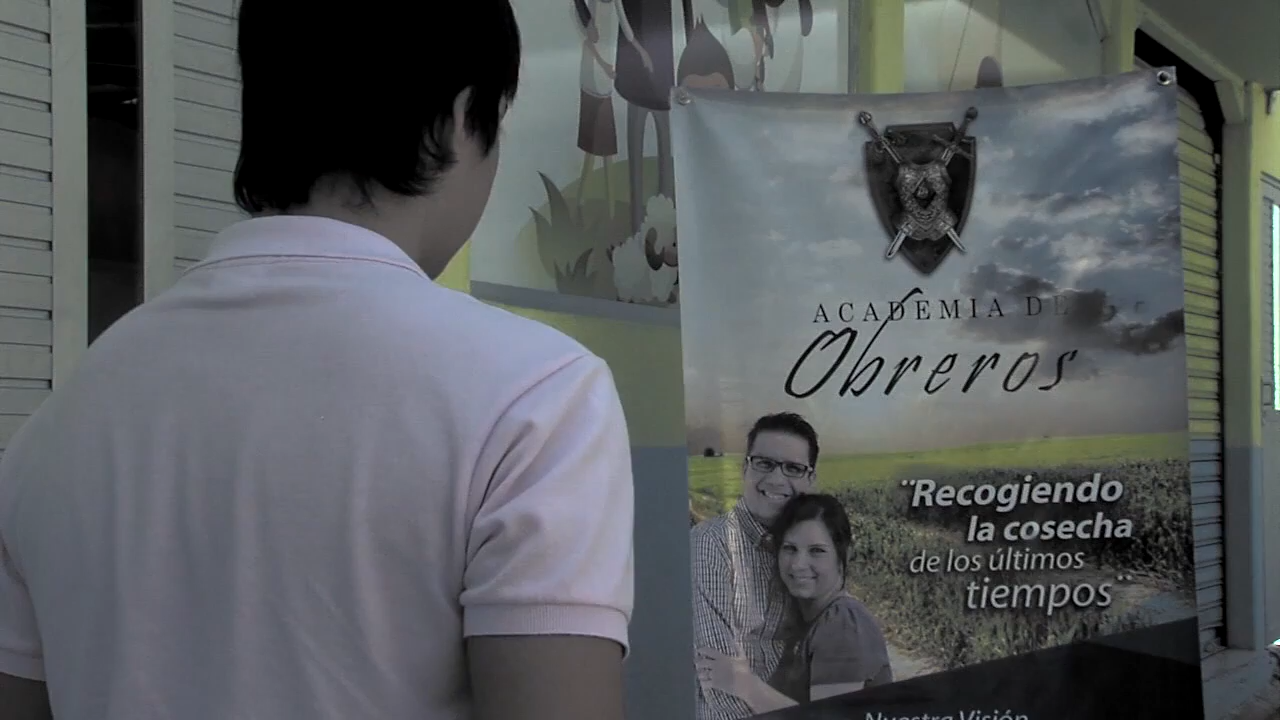 ACADEMIA DE
Obreros
¨Recogiendo
la cosecha
de los últimos
tiempos¨
Nuestra Visión